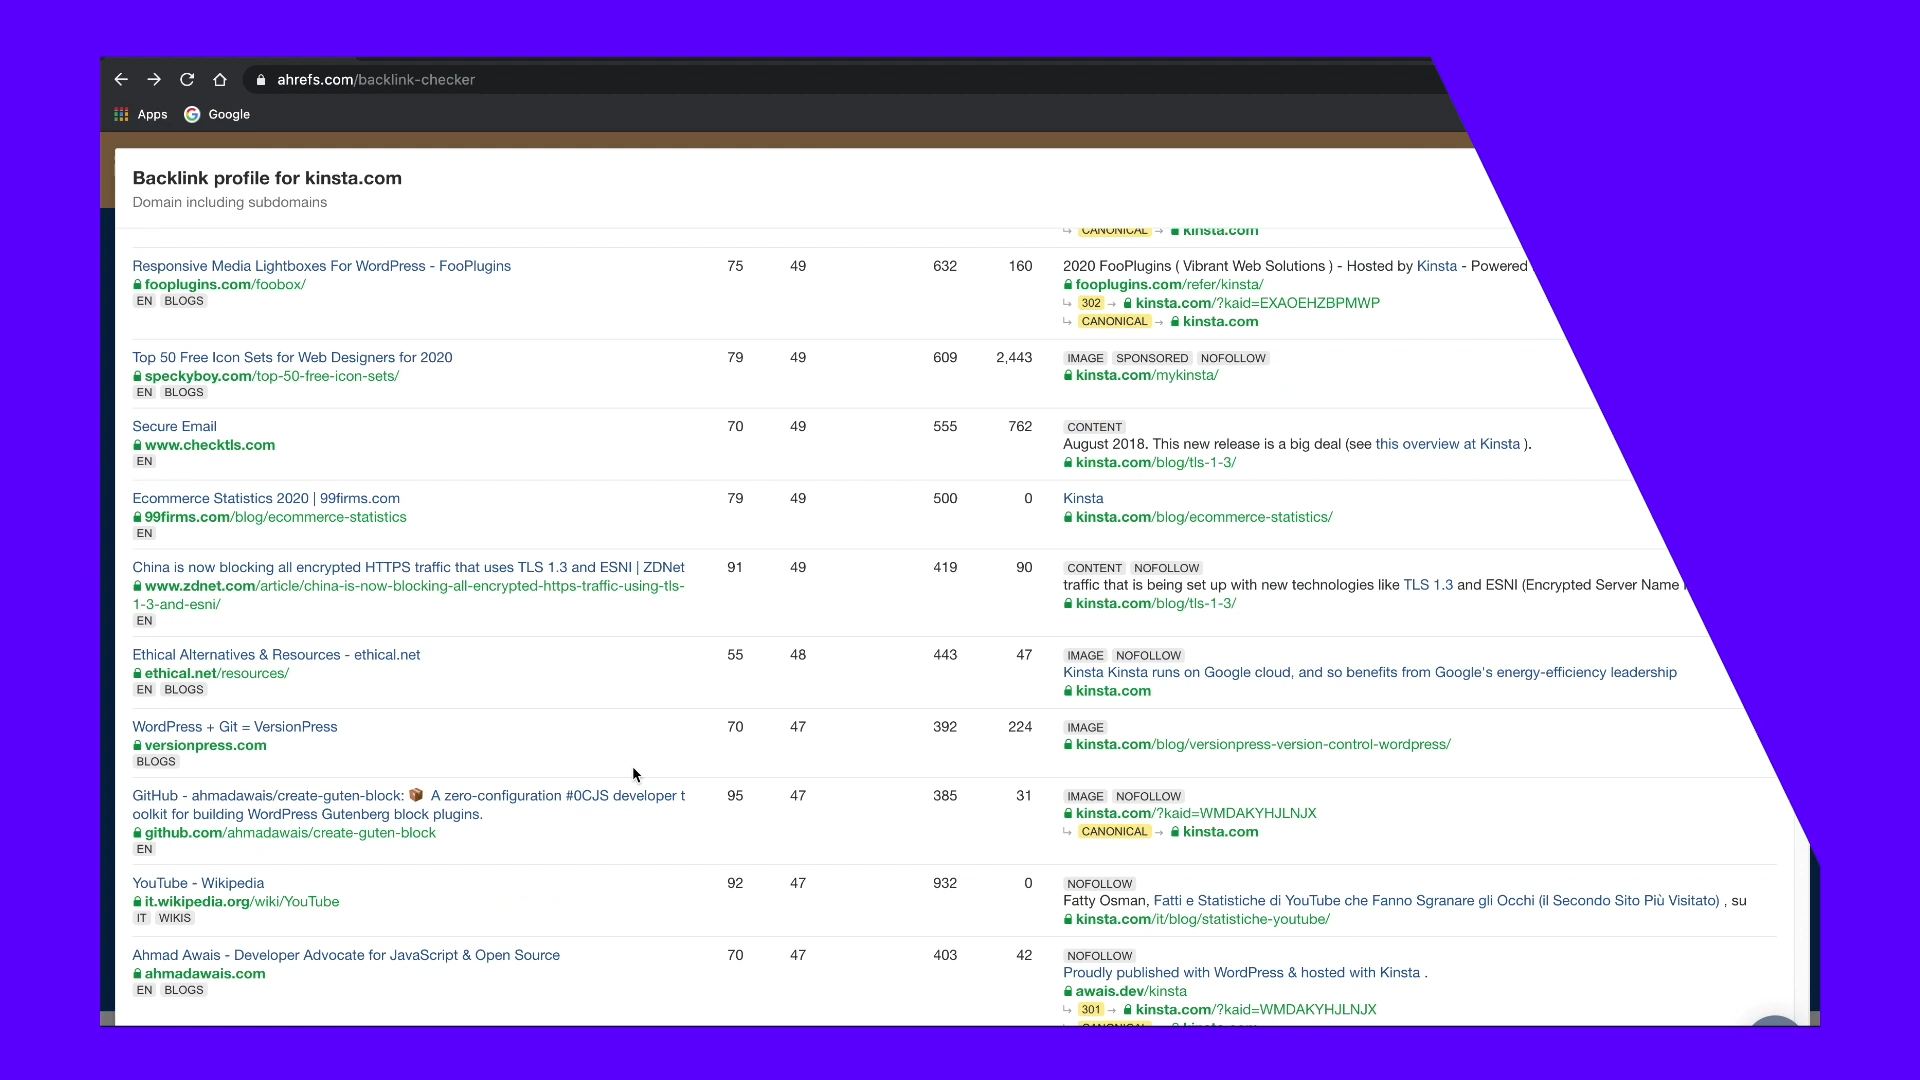 ahrefs.com/backlink-checker
Apps Google
Backlink profile for kinsta.com
Domain including subdomains
CANONICAL → kinsta.com
Responsive Media Lightboxes For WordPress - FooPlugins 75 49 632 160 2020 FooPlugins ( Vibrant Web Solutions ) - Hosted by Kinsta - Powered
fooplugins.com/foobox/ fooplugins.com/refer/kinsta/
EN BLOGS 302 → kinsta.com/?kaid=EXAOEHZBPMWP
CANONICAL → kinsta.com
Top 50 Free Icon Sets for Web Designers for 2020 79 49 609 2,443 IMAGE SPONSORED NOFOLLOW
speckyboy.com/top-50-free-icon-sets/ kinsta.com/mykinsta/
EN BLOGS
Secure Email 70 49 555 762 CONTENT
www.checktls.com August 2018. This new release is a big deal (see this overview at Kinsta ).
EN kinsta.com/blog/tls-1-3/
Ecommerce Statistics 2020 | 99firms.com 79 49 500 0 Kinsta
99firms.com/blog/ecommerce-statistics kinsta.com/blog/ecommerce-statistics/
EN
China is now blocking all encrypted HTTPS traffic that uses TLS 1.3 and ESNI | ZDNet 91 49 419 90 CONTENT NOFOLLOW
www.zdnet.com/article/china-is-now-blocking-all-encrypted-https-traffic-using-tls- traffic that is being set up with new technologies like TLS 1.3 and ESNI (Encrypted Server Name
1-3-and-esni/ kinsta.com/blog/tls-1-3/
EN
Ethical Alternatives & Resources - ethical.net 55 48 443 47 IMAGE NOFOLLOW
ethical.net/resources/ Kinsta Kinsta runs on Google cloud, and so benefits from Google's energy-efficiency leadership
EN BLOGS kinsta.com
WordPress + Git = VersionPress 70 47 392 224 IMAGE
versionpress.com kinsta.com/blog/versionpress-version-control-wordpress/
BLOGS
GitHub - ahmadawais/create-guten-block: 📦 A zero-configuration #0CJS developer t 95 47 385 31 IMAGE NOFOLLOW
oolkit for building WordPress Gutenberg block plugins. kinsta.com/?kaid=WMDAKYHJLNJX
github.com/ahmadawais/create-guten-block CANONICAL → kinsta.com
EN
YouTube - Wikipedia 92 47 932 0 NOFOLLOW
it.wikipedia.org/wiki/YouTube Fatty Osman, Fatti e Statistiche di YouTube che Fanno Sgranare gli Occhi (il Secondo Sito Più Visitato) , su
IT WIKIS kinsta.com/it/blog/statistiche-youtube/
Ahmad Awais - Developer Advocate for JavaScript & Open Source 70 47 403 42 NOFOLLOW
ahmadawais.com Proudly published with WordPress & hosted with Kinsta .
EN BLOGS awais.dev/kinsta
301 → kinsta.com/?kaid=WMDAKYHJLNJX